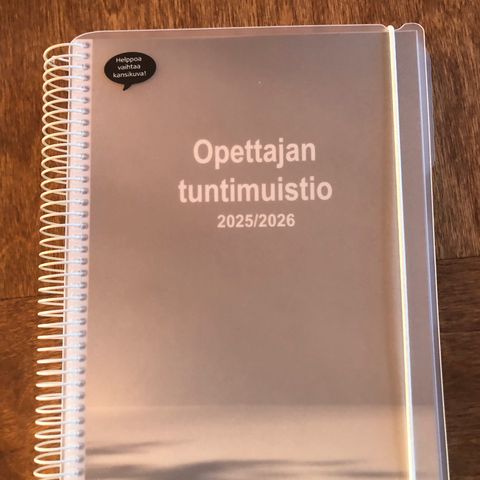 Helppoa
vaihtaa
kansikuva!
Opettajan
tuntimuistio
2025/2026